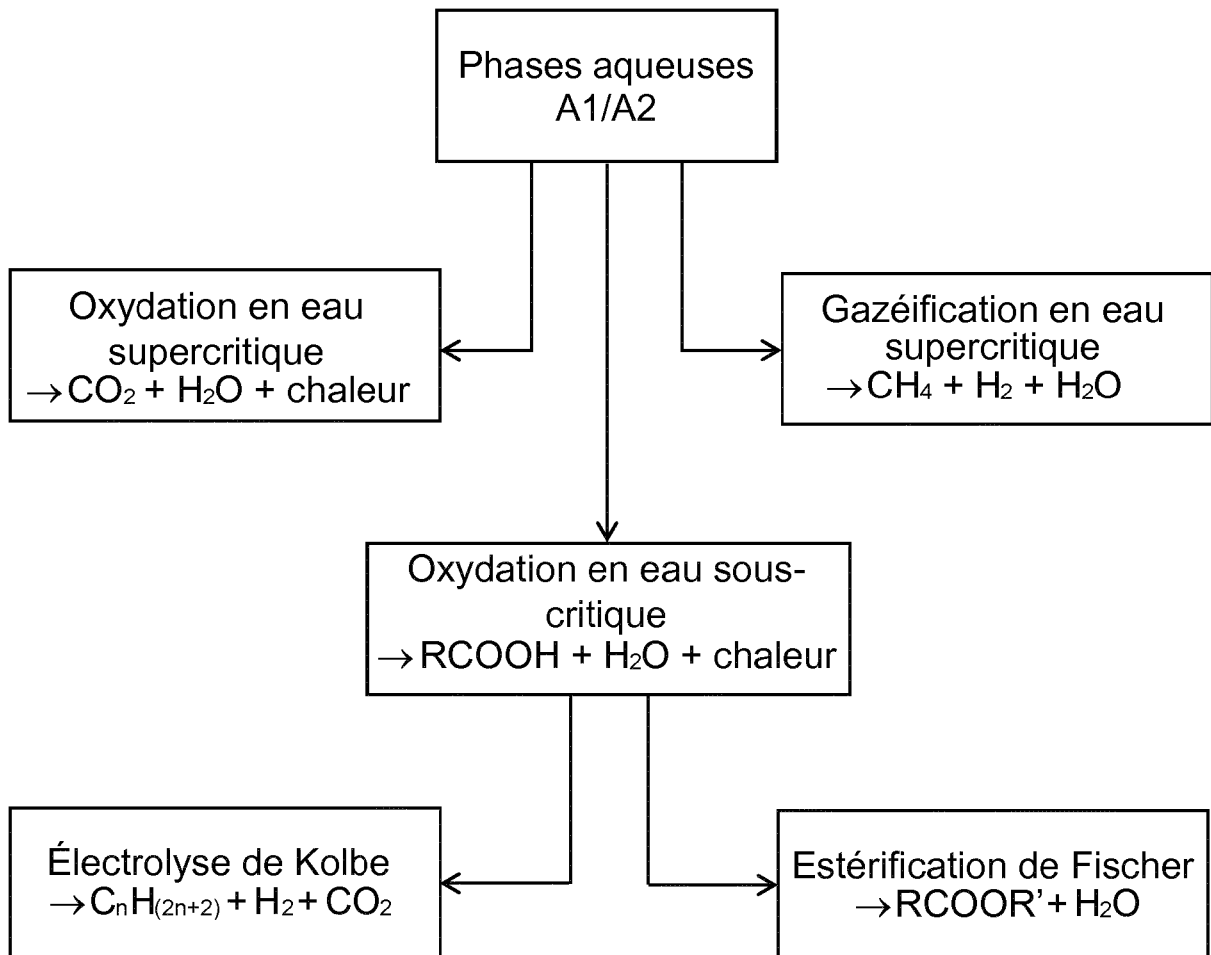 Phases aqueuses
A1/A2
Oxydation en eau
supercritique
→CO₂ + H₂O + chaleur
Gazéification en eau
supercritique
→CH₄ + H₂ + H₂O
Oxydation en eau sous-
critique
→RCOOH + H₂O + chaleur
Électrolyse de Kolbe
→CₙH₍₂ₙ₊₂₎ + H₂ + CO₂
Estérification de Fischer
→RCOOR’ + H₂O